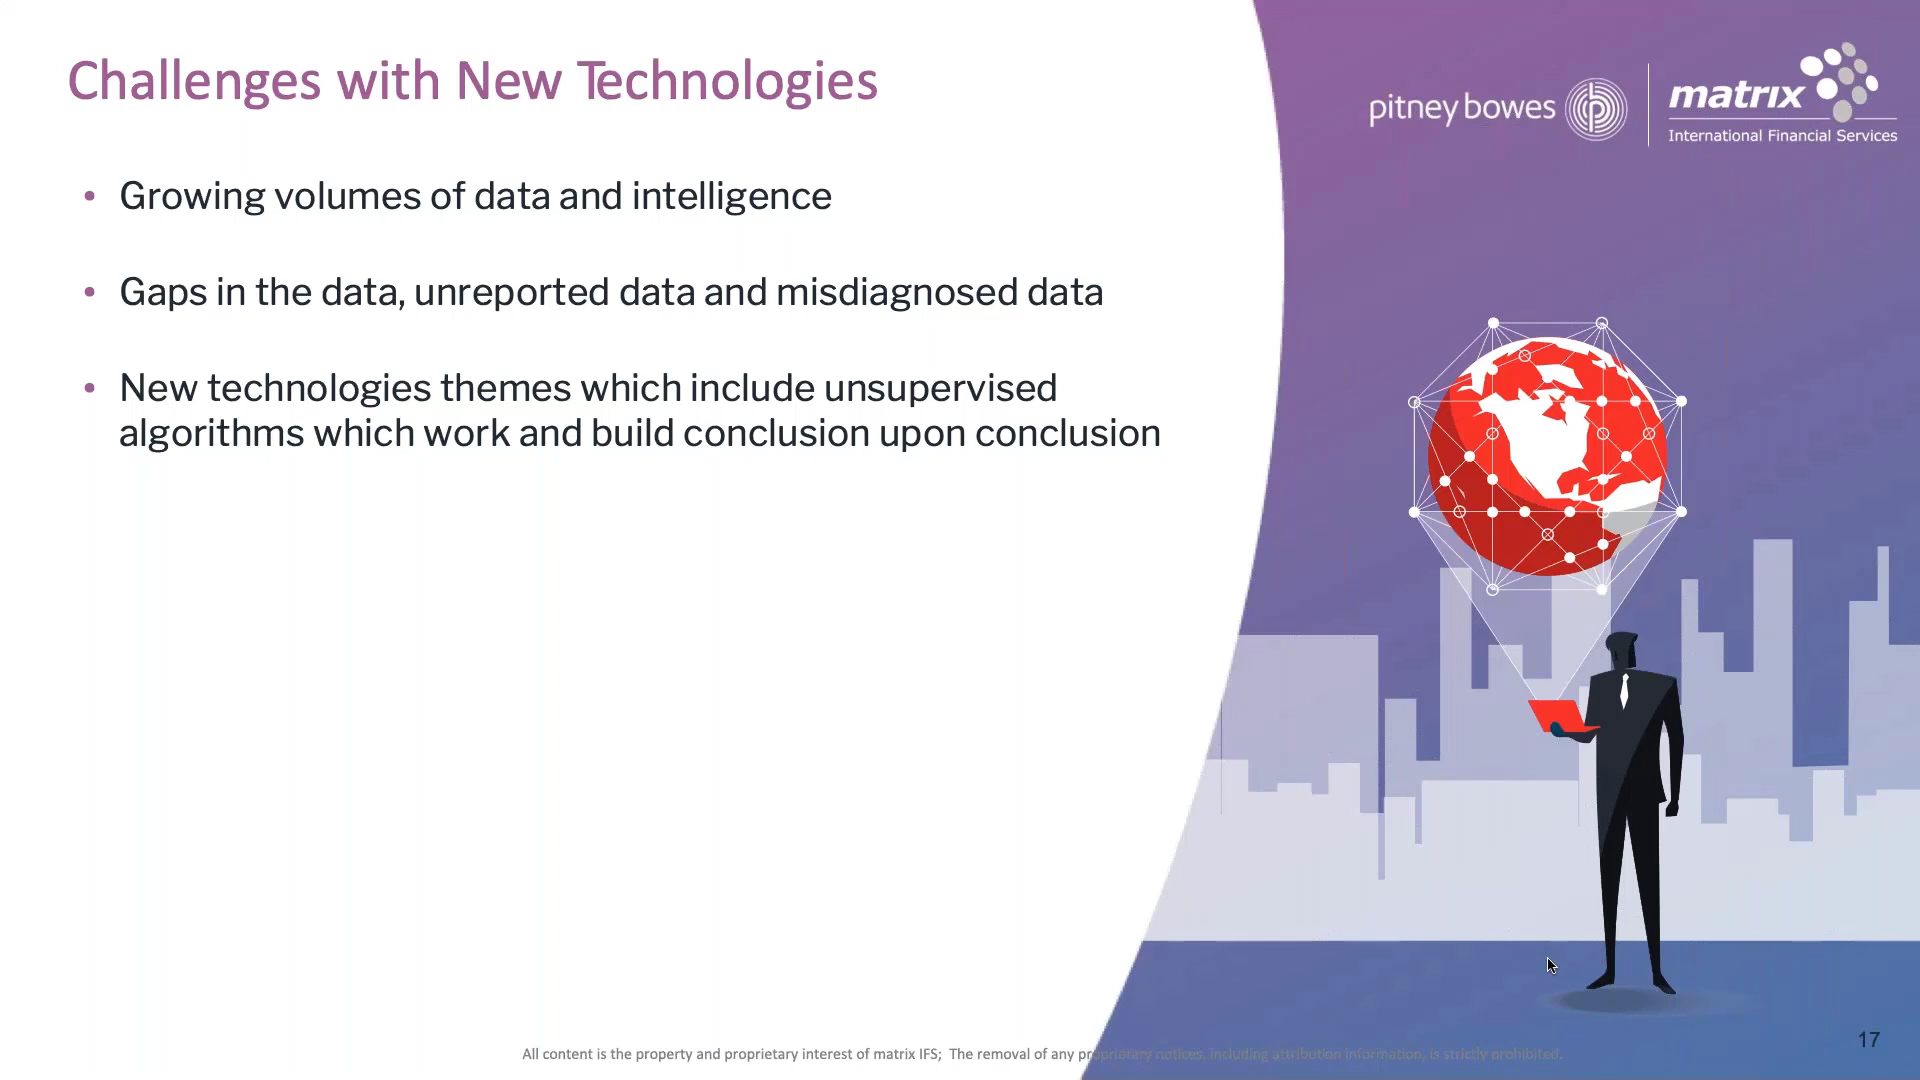 Challenges with New Technologies
pitney bowes
matrix
International Financial Services
• Growing volumes of data and intelligence
• Gaps in the data, unreported data and misdiagnosed data
• New technologies themes which include unsupervised
algorithms which work and build conclusion upon conclusion
17
All content is the property and proprietary interest of matrix IFS; The removal of any proprietary notices, including attribution information, is strictly prohibited.